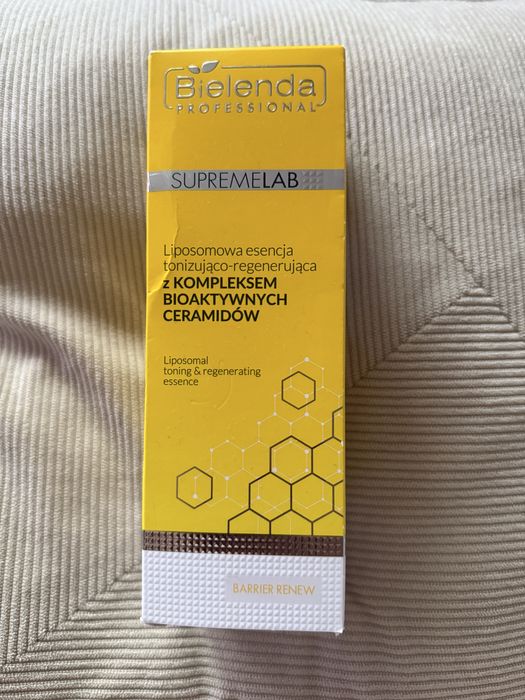 Bielenda
PROFESSIONAL
SUPREMELAB
Liposomowa esencja
tonizująco-regenerująca
z KOMPLEKSEM
BIOAKTYWNYCH
CERAMIDÓW
Liposomal
toning & regenerating
essence
BARRIER RENEW